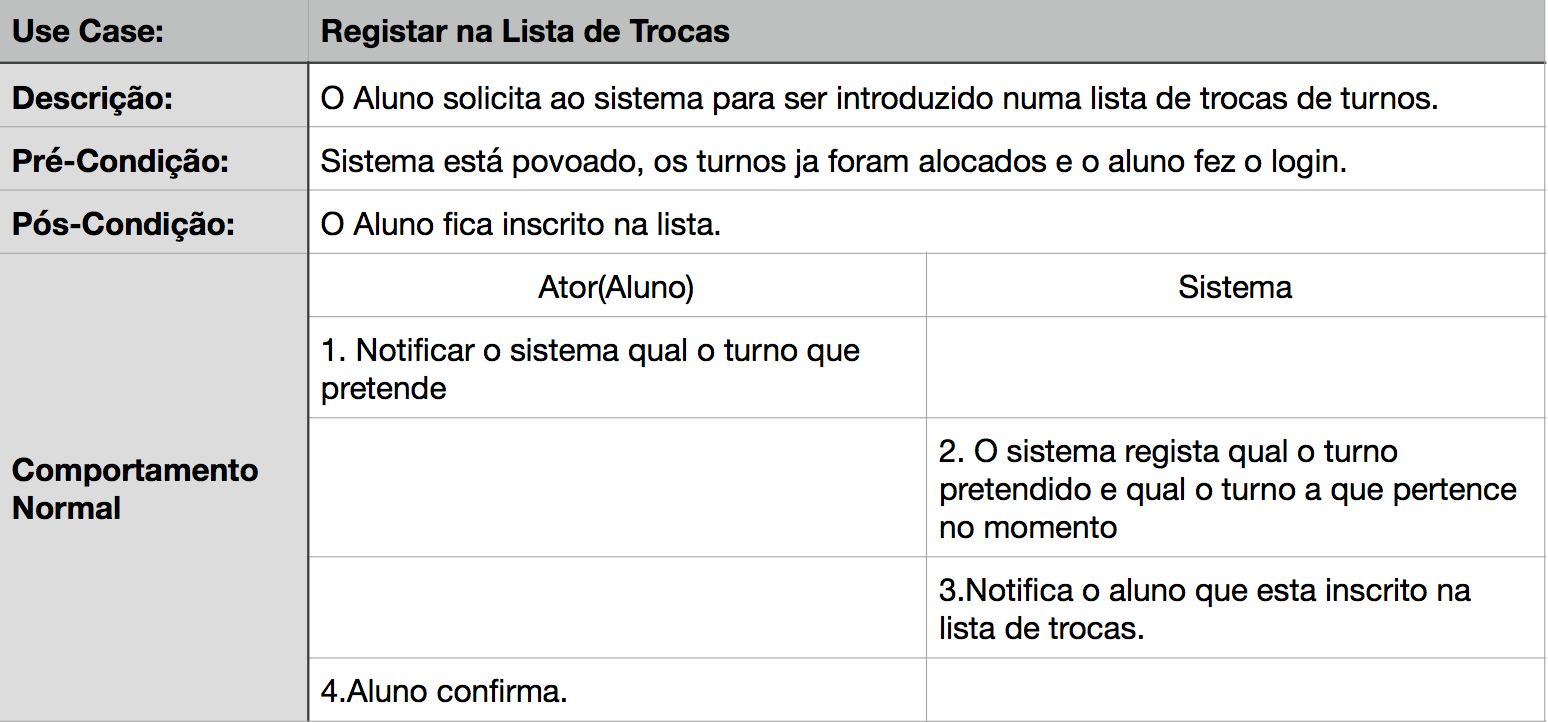 Use Case:
Registar na Lista de Trocas
Descrição:
O Aluno solicita ao sistema para ser introduzido numa lista de trocas de turnos.
Pré-Condição:
Sistema está povoado, os turnos ja foram alocados e o aluno fez o login.
Pós-Condição:
O Aluno fica inscrito na lista.
Comportamento
Normal
Ator(Aluno)
Sistema
1. Notificar o sistema qual o turno que
pretende
2. O sistema regista qual o turno
pretendido e qual o turno a que pertence
no momento
3.Notifica o aluno que esta inscrito na
lista de trocas.
4.Aluno confirma.